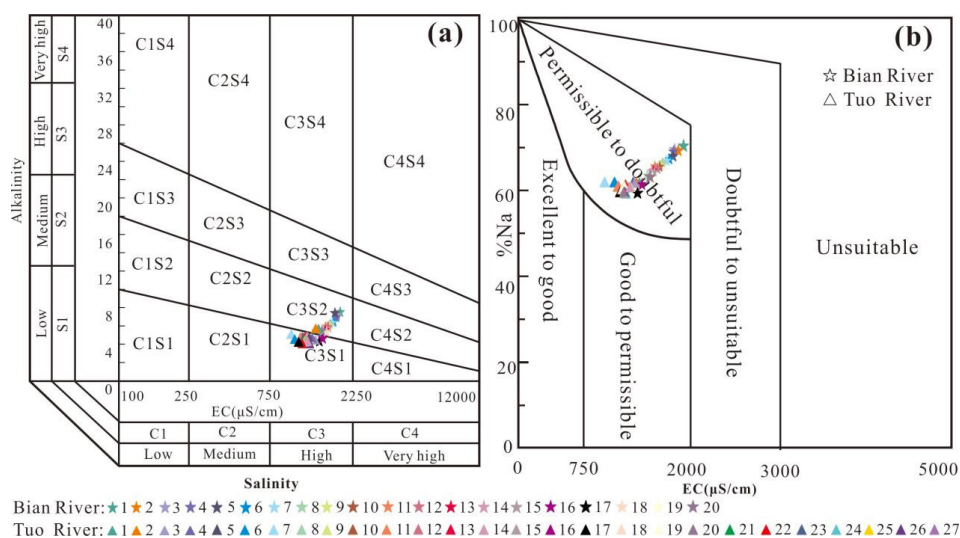 (a)
Alkalinity
Very high
High
Medium
Low
S4
S3
S2
S1
40
36
32
28
24
20
16
12
8
4
0
C1S4
C2S4
C3S4
C4S4
C1S3
C2S3
C3S3
C4S3
C1S2
C2S2
C3S2
C4S2
C1S1
C2S1
C3S1
C4S1
100 250 750 2250 12000
EC(μS/cm)
C1 C2 C3 C4
Low Medium High Very high
Salinity
(b)
☆ Bian River
△ Tuo River
100
80
60
40
20
0
%Na
Permissible to doubtful
Excellent to good
Good to permissible
Doubtful to unsuitable
Unsuitable
0 750 2000 3000 5000
EC(μS/cm)
Bian River:★1★2★3★4★5★6★7★8★9★10★11★12★13★14★15★16★17★18★19★20
Tuo River:▲1▲2▲3▲4▲5▲6▲7▲8▲9▲10▲11▲12▲13▲14▲15▲16▲17▲18▲19▲20▲21▲22▲23▲24▲25▲26▲27